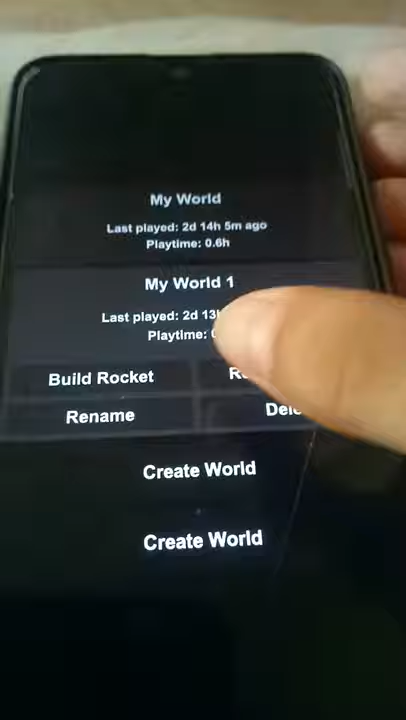 My World
Last played: 2d 14h 5m ago
Playtime: 0.6h
My World 1
Last played: 2d 13h
Playtime:
Build Rocket
Rename
Create World
Create World